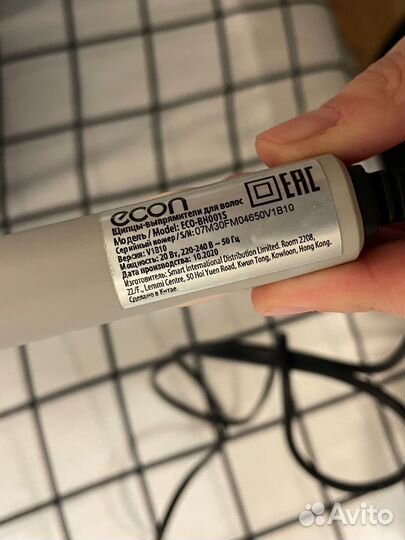 econ
Щипцы-выпрямители для волос
Модель / Model: ECO-BH001S
Серийный номер / S/N: 07M30FM04650V1B10
Версия: V1B10
Мощность: 20 Вт, 220-240 В ~ 50 Гц
Дата производства: 10.2020
Изготовитель: Smart International Distribution Limited. Room 2208,
22/F., Lemmi Centre, 50 Hoi Yuen Road, Kwun Tong, Kowloon, Hong Kong.
Сделано в Китае.
EAC
Avito